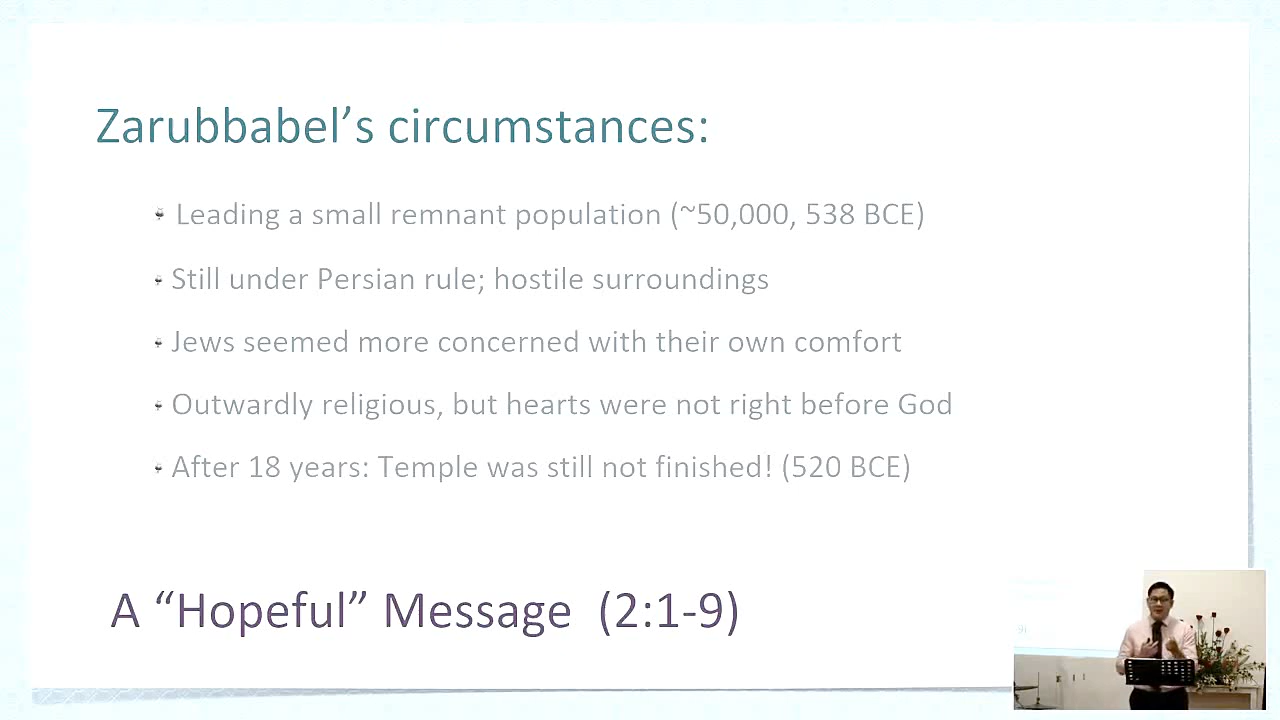 Zarubbabel’s circumstances:
Leading a small remnant population (~50,000, 538 BCE)
Still under Persian rule; hostile surroundings
Jews seemed more concerned with their own comfort
Outwardly religious, but hearts were not right before God
After 18 years: Temple was still not finished! (520 BCE)
A “Hopeful” Message (2:1-9)